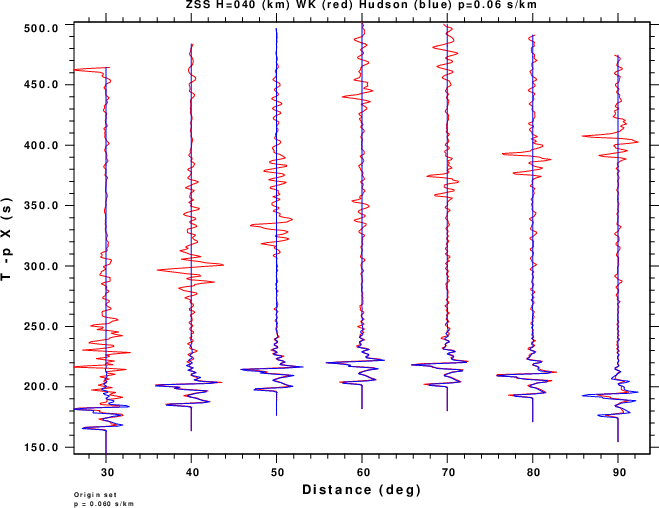 ZSS H=040 (km) WK (red) Hudson (blue) p=0.06 s/km
500.0
450.0
400.0
350.0
300.0
250.0
200.0
150.0
T -p X (s)
30 40 50 60 70 80 90
Distance (deg)
Origin set
p = 0.060 s/km